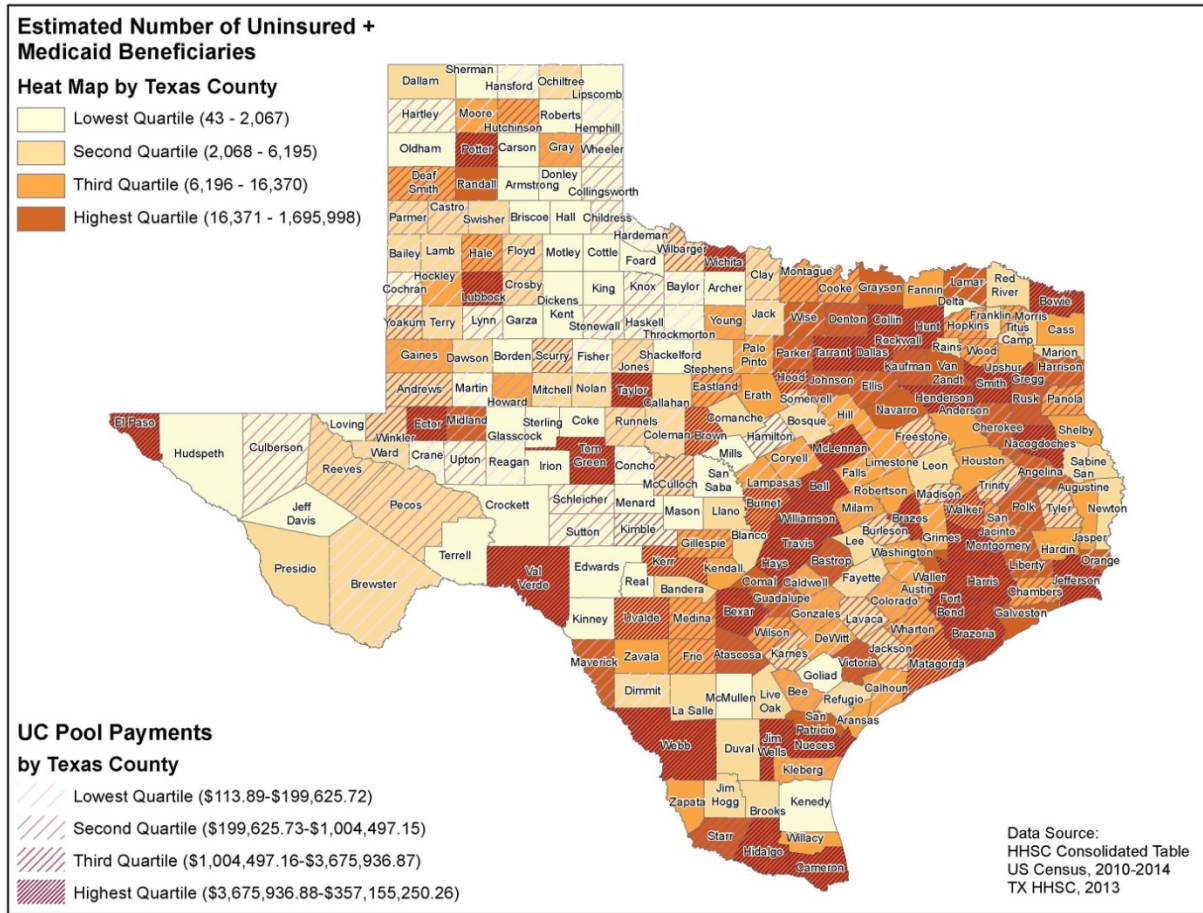 Estimated Number of Uninsured +
Medicaid Beneficiaries
Heat Map by Texas County
Lowest Quartile (43 - 2,067)
Second Quartile (2,068 - 6,195)
Third Quartile (6,196 - 16,370)
Highest Quartile (16,371 - 1,695,998)
Sherman
Dallam Hansford Ochiltree
Lipscomb
Hartley Moore Roberts
Hutchinson Hemphill
Oldham Potter Carson Gray Wheeler
Deaf Smith Randall Armstrong Donley Collingsworth
Parmer Castro Swisher Briscoe Hall Childress
Hardeman
Bailey Lamb Hale Floyd Motley Cottle Foard Wilbarger Wichita
Clay Montague Cooke Grayson Fannin Lamar Red River Bowie
Delta
Cochran Hockley Lubbock Crosby Dickens King Knox Baylor Archer
Jack Wise Denton Collin Hunt Hopkins Franklin Titus Morris Camp Cass
Yoakum Terry Lynn Garza Kent Stonewall Haskell Throckmorton Young
Rockwall Rains Wood Marion
Palo Pinto Parker Tarrant Dallas Kaufman Van Zandt Upshur Harrison
Gaines Dawson Borden Scurry Fisher Jones Shackelford Stephens
Hood Johnson Ellis Smith Gregg
Andrews Martin Howard Mitchell Nolan Taylor Callahan Eastland Erath Somervell
Henderson Rusk Panola
El Paso Loving Winkler Ector Midland Glasscock Sterling Coke Runnels Coleman Brown Comanche Bosque Hill Navarro Anderson Cherokee
Hamilton Freestone Nacogdoches Shelby
Hudspeth Culberson Reeves Ward Crane Upton Reagan Irion Tom Green Concho
McCulloch Mills Coryell McLennan Limestone Falls Leon Houston Angelina Sabine
San Saba Lampasas Bell Robertson Madison Trinity San Augustine
Jeff Davis Pecos Crockett Schleicher Menard Mason Llano Burnet
Milam Brazos Walker Polk Tyler Newton
Sutton Kimble Williamson Burleson Grimes San Jacinto Jasper
Presidio Brewster Terrell Gillespie Blanco Travis Lee Washington Montgomery Hardin
Val Verde Edwards Kerr Kendall Hays Bastrop Liberty Orange
Real Bandera Comal Caldwell Fayette Austin Waller Harris Jefferson
Kinney Guadalupe Colorado Fort Bend Chambers
Uvalde Medina Bexar Gonzales Lavaca Galveston
Wilson DeWitt Wharton Brazoria
Maverick Zavala Frio Atascosa Karnes Jackson Matagorda
Victoria
Goliad
Dimmit La Salle McMullen Live Oak Bee Refugio Calhoun
Aransas
San Patricio
Webb Duval Jim Wells Nueces
Kleberg
Zapata Jim Hogg Brooks Kenedy
Starr Willacy
Hidalgo
Cameron
UC Pool Payments
by Texas County
Lowest Quartile ($113.89-$199,625.72)
Second Quartile ($199,625.73-$1,004,497.15)
Third Quartile ($1,004,497.16-$3,675,936.87)
Highest Quartile ($3,675,936.88-$357,155,250.26)
Data Source:
HHSC Consolidated Table
US Census, 2010-2014
TX HHSC, 2013